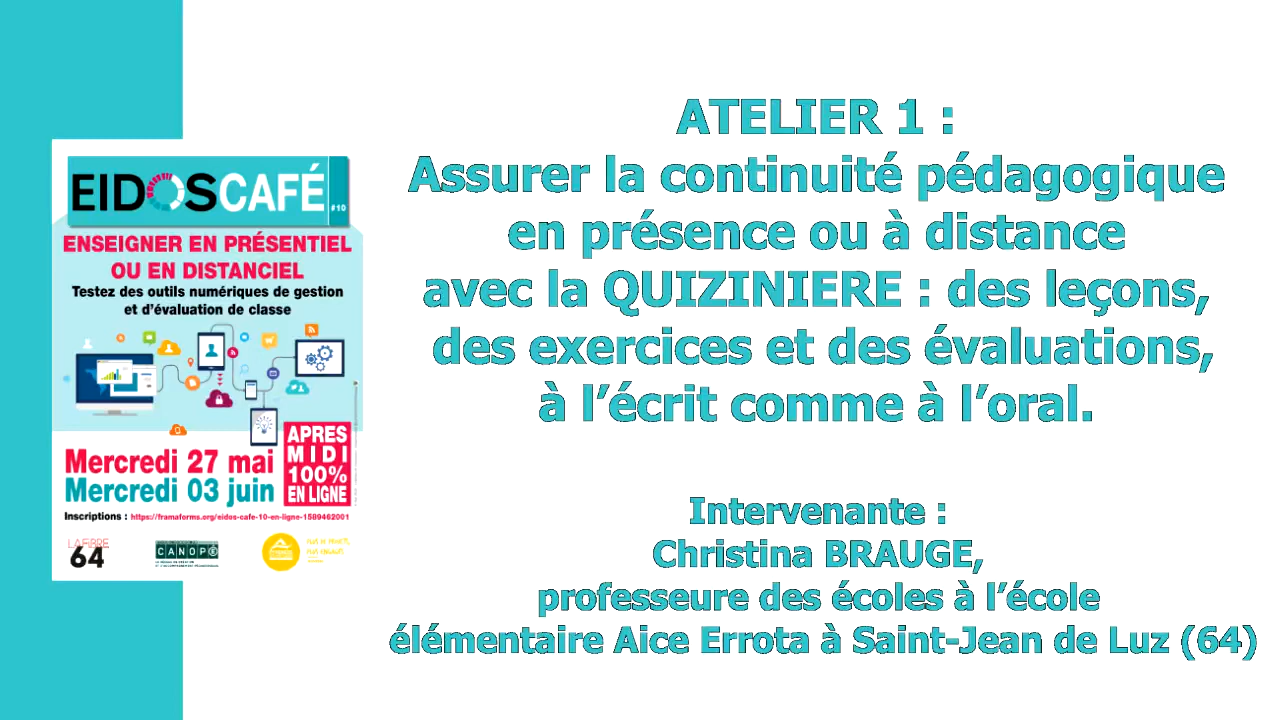 ATELIER 1 :
Assurer la continuité pédagogique
en présence ou à distance
avec la QUIZINIERE : des leçons,
des exercices et des évaluations,
à l'écrit comme à l'oral.
Intervenante :
Christina BRAUGE,
professeure des écoles à l'école
élémentaire Aice Errota à Saint-Jean de Luz (64)
EIDOSCAFÉ #10
ENSEIGNER EN PRÉSENTIEL
OU EN DISTANCIEL
Testez des outils numériques de gestion
et d'évaluation de classe
Mercredi 27 mai
Mercredi 03 juin
APRES
MIDI
100%
EN LIGNE
Inscriptions : https://framaforms.org/eidos-cafe-10-en-ligne-1589462001
LA FIBRE
64
CANOPÉ